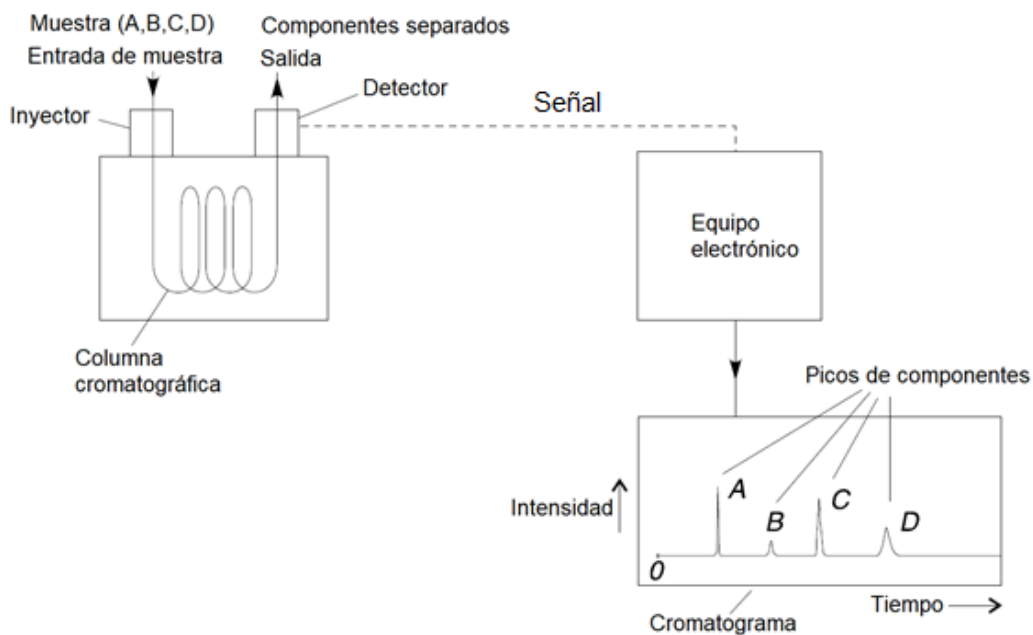 Muestra (A,B,C,D)
Entrada de muestra
Componentes separados
Salida
Inyector
Detector
Señal
Equipo
electrónico
Columna
cromatográfica
Picos de componentes
Intensidad
A
B
C
D
0
Tiempo
Cromatograma